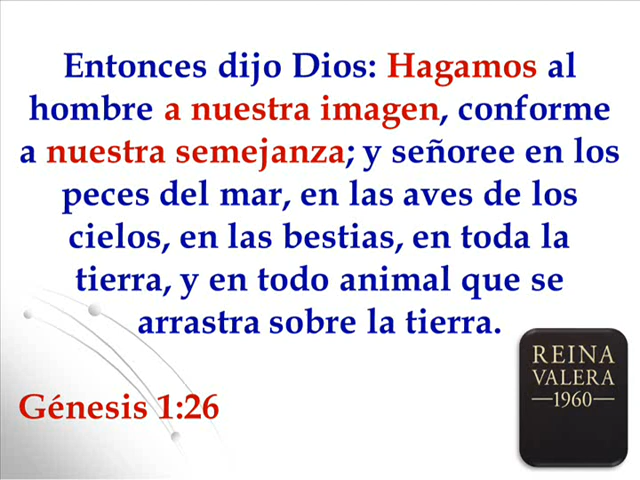 Entonces dijo Dios: Hagamos al
hombre a nuestra imagen, conforme
a nuestra semejanza; y señoree en los
peces del mar, en las aves de los
cielos, en las bestias, en toda la
tierra, y en todo animal que se
arrastra sobre la tierra.
Génesis 1:26
REINA
VALERA
—1960—